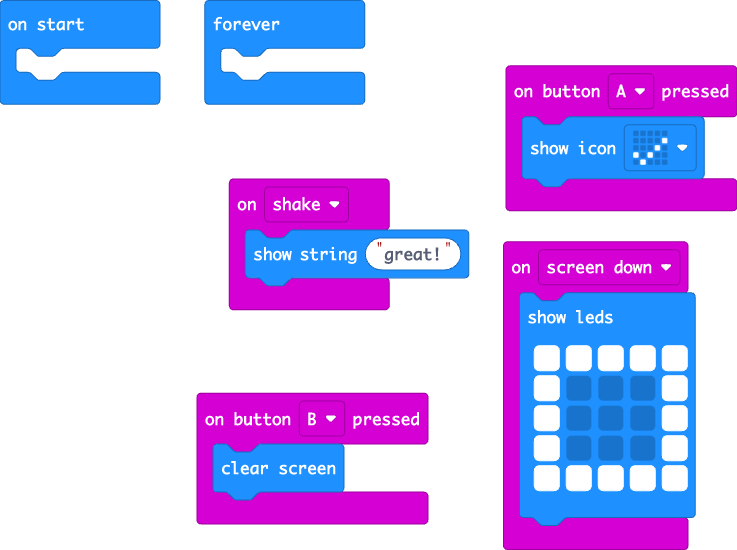 on start
forever
on button A pressed
show icon
on shake
show string "great!"
on screen down
show leds
on button B pressed
clear screen